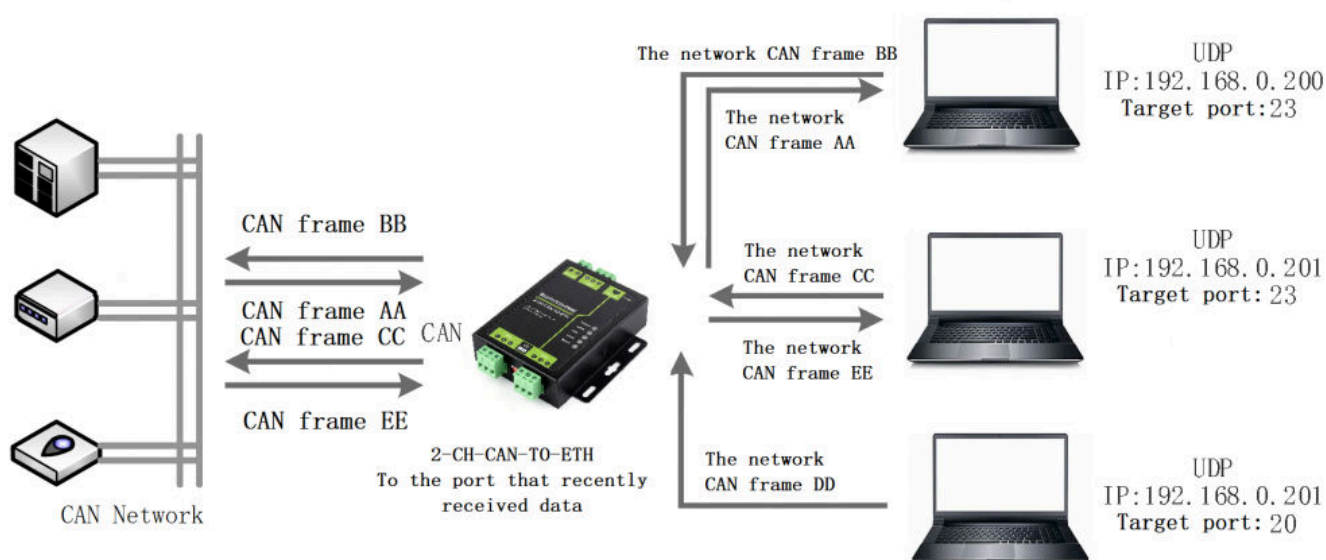 The network CAN frame BB
UDP
IP:192.168.0.200
Target port:23
The network
CAN frame AA
CAN frame BB
CAN frame AA
CAN frame CC
CAN
CAN frame EE
The network
CAN frame CC
UDP
IP:192.168.0.201
Target port:23
The network
CAN frame EE
2-CH-CAN-TO-ETH
To the port that recently
received data
The network
CAN frame DD
UDP
IP:192.168.0.201
Target port:20
CAN Network